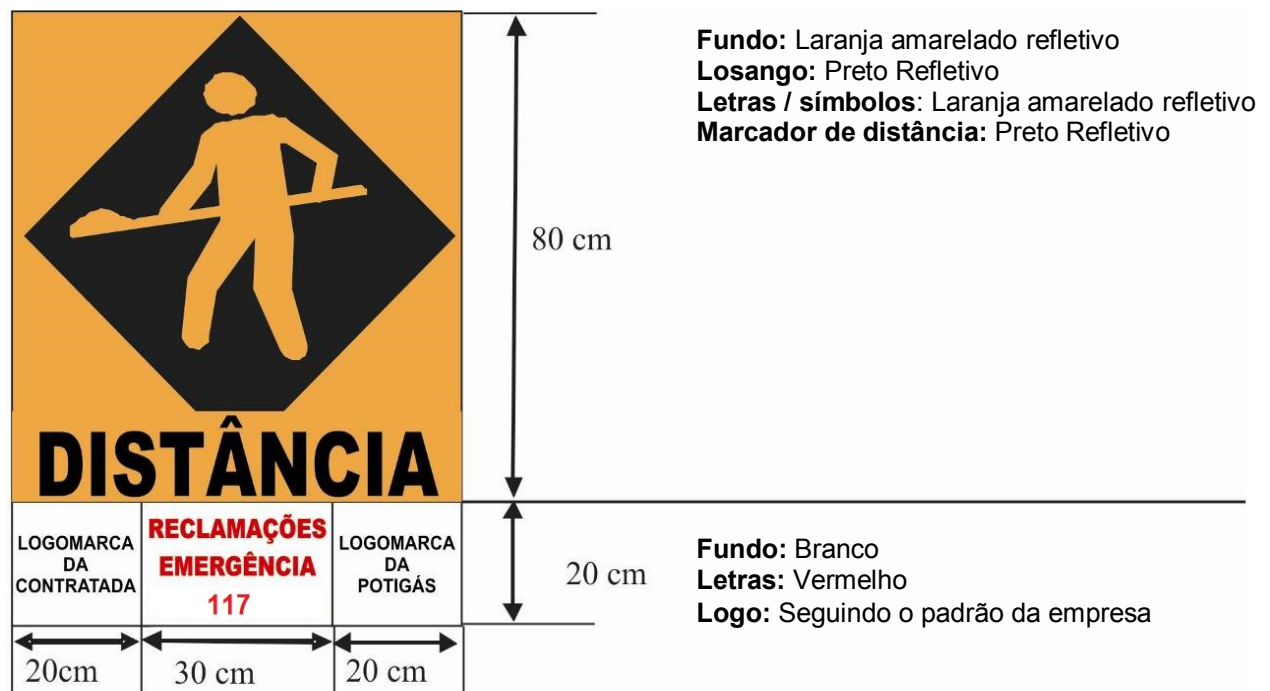 Fundo: Laranja amarelado refletivo
Losango: Preto Refletivo
Letras / símbolos: Laranja amarelado refletivo
Marcador de distância: Preto Refletivo
80 cm
DISTÂNCIA
LOGOMARCA
DA
CONTRATADA
RECLAMAÇÕES
EMERGÊNCIA
117
LOGOMARCA
DA
POTIGÁS
20 cm
Fundo: Branco
Letras: Vermelho
Logo: Seguindo o padrão da empresa
20cm
30 cm
20 cm